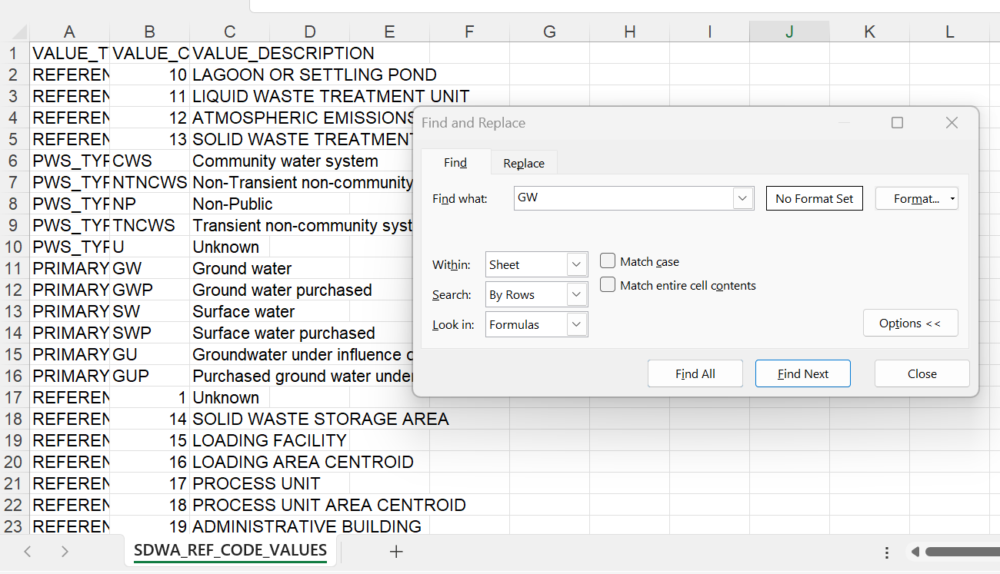 A B C D E F G H I J K L
1 VALUE_T VALUE_C VALUE_DESCRIPTION
2 REFEREN 10 LAGOON OR SETTLING POND
3 REFEREN 11 LIQUID WASTE TREATMENT UNIT
4 REFEREN 12 ATMOSPHERIC EMISSIONS
5 REFEREN 13 SOLID WASTE TREATMENT
6 PWS_TYP CWS Community water system
7 PWS_TYP NTNCWS Non-Transient non-community
8 PWS_TYP NP Non-Public
9 PWS_TYP TNCWS Transient non-community syst
10 PWS_TYP U Unknown
11 PRIMARY GW Ground water
12 PRIMARY GWP Ground water purchased
13 PRIMARY SW Surface water
14 PRIMARY SWP Surface water purchased
15 PRIMARY GU Groundwater under influence o
16 PRIMARY GUP Purchased ground water under
17 REFEREN 1 Unknown
18 REFEREN 14 SOLID WASTE STORAGE AREA
19 REFEREN 15 LOADING FACILITY
20 REFEREN 16 LOADING AREA CENTROID
21 REFEREN 17 PROCESS UNIT
22 REFEREN 18 PROCESS UNIT AREA CENTROID
23 REFEREN 19 ADMINISTRATIVE BUILDING
Find and Replace
Find Replace
Find what: GW No Format Set Format...
Within: Sheet Match case
Search: By Rows Match entire cell contents
Look in: Formulas Options <<
Find All Find Next Close
SDWA_REF_CODE_VALUES